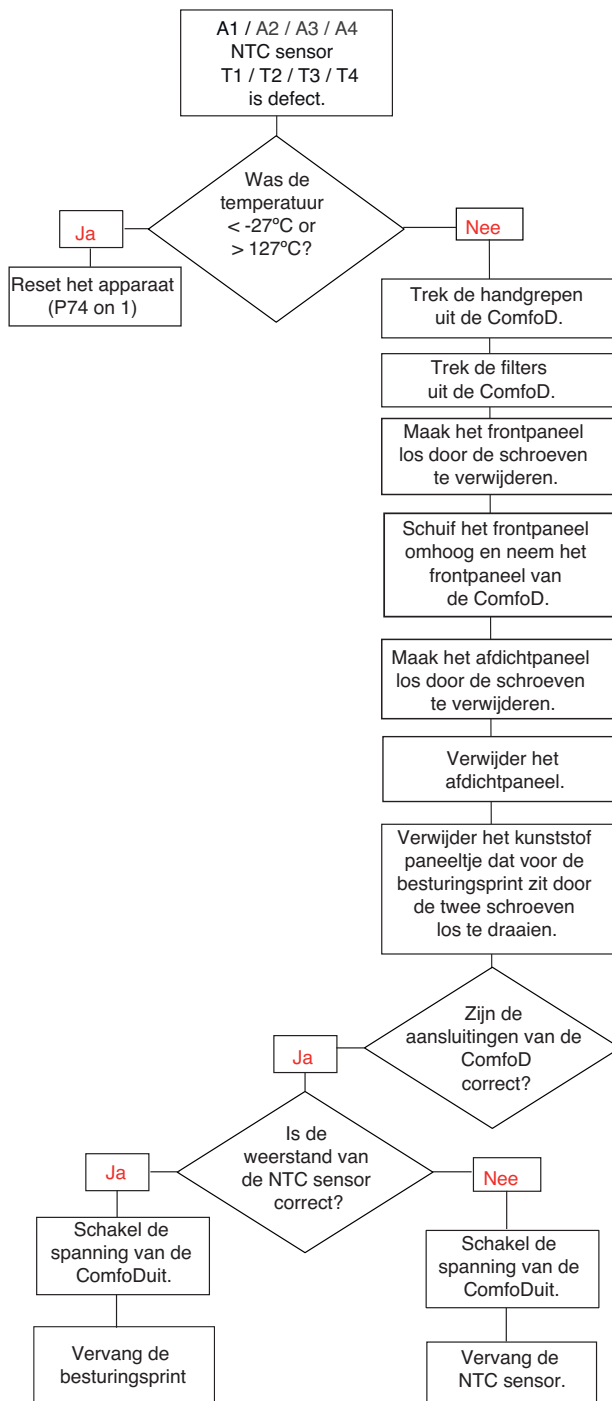 A1 / A2 / A3 / A4
NTC sensor
T1 / T2 / T3 / T4
is defect.
Was de
temperatuur
< -27ºC or
> 127ºC?
Ja
Nee
Reset het apparaat
(P74 on 1)
Trek de handgrepen
uit de ComfoD.
Trek de filters
uit de ComfoD.
Maak het frontpaneel
los door de schroeven
te verwijderen.
Schuif het frontpaneel
omhoog en neem het
frontpaneel van
de ComfoD.
Maak het afdichtpaneel
los door de schroeven
te verwijderen.
Verwijder het
afdichtpaneel.
Verwijder het kunststof
paneeltje dat voor de
besturingsprint zit door
de twee schroeven
los te draaien.
Zijn de
aansluitingen van de
ComfoD
correct?
Ja
Is de
weerstand van
de NTC sensor
correct?
Ja
Nee
Schakel de
spanning van de
ComfoDuit.
Vervang de
besturingsprint
Schakel de
spanning van de
ComfoDuit.
Vervang de
NTC sensor.